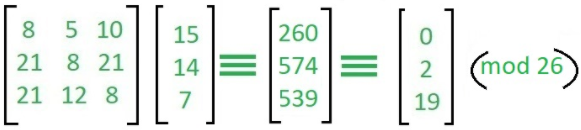 8 5 10 15 260 0
21 8 21 14 ≡ 574 ≡ 2 (mod 26)
21 12 8 7 539 19